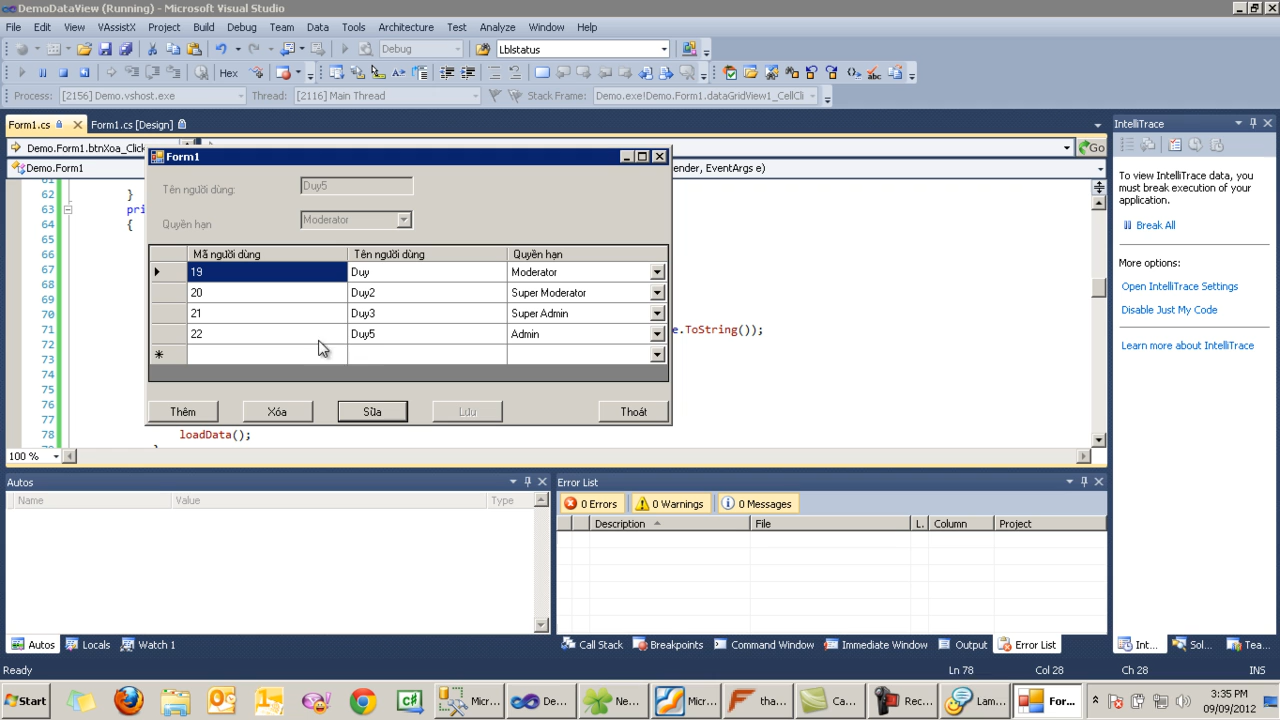 DemoDataView (Running) - Microsoft Visual Studio
File Edit View VAssistX Project Build Debug Team Data Tools Architecture Test Analyze Window Help
Debug Lblstatus
Hex
Process: [2156] Demo.vshost.exe Thread: [2116] Main Thread Stack Frame: Demo.exe!Demo.Form1.dataGridView1_CellCli
Form1.cs Form1.cs [Design]
Demo.Form1.btnXoa_Click Go
Demo.Form1 ender, EventArgs e)
Form1
Tên người dùng: Duy5
Quyền hạn Moderator
Mã người dùng Tên người dùng Quyền hạn
19 Duy Moderator
20 Duy2 Super Moderator
21 Duy3 Super Admin
22 Duy5 Admin
Thêm Xóa Sửa Lưu Thoát
61
62 }
63 pri
64 {
65
66
67
68
69
70
71 e.ToString());
72
73
74
75
76
77
78 loadData();
100 %
IntelliTrace
To view IntelliTrace data, you must break execution of your application.
Break All
More options:
Open IntelliTrace Settings
Disable Just My Code
Learn more about IntelliTrace
Autos
Name Value Type
Autos Locals Watch 1
Error List
0 Errors 0 Warnings 0 Messages
Description File L. Column Project
Call Stack Breakpoints Command Window Immediate Window Output Error List
Int... Sol... Tea...
Ready Ln 78 Col 28 Ch 28 INS
Start Micr... De... Ne... Micr... tha... Ca... Rec... Lam... For...
3:35 PM
09/09/2012